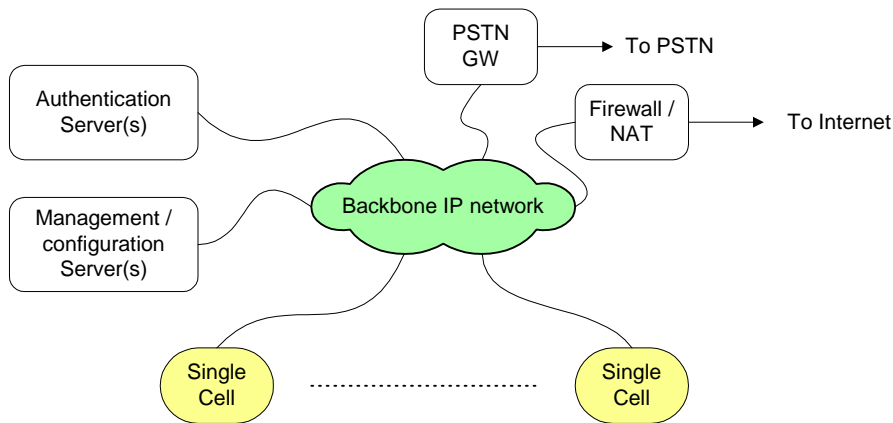 PSTN
GW
To PSTN
Authentication
Server(s)
Firewall /
NAT
To Internet
Backbone IP network
Management /
configuration
Server(s)
Single
Cell
Single
Cell